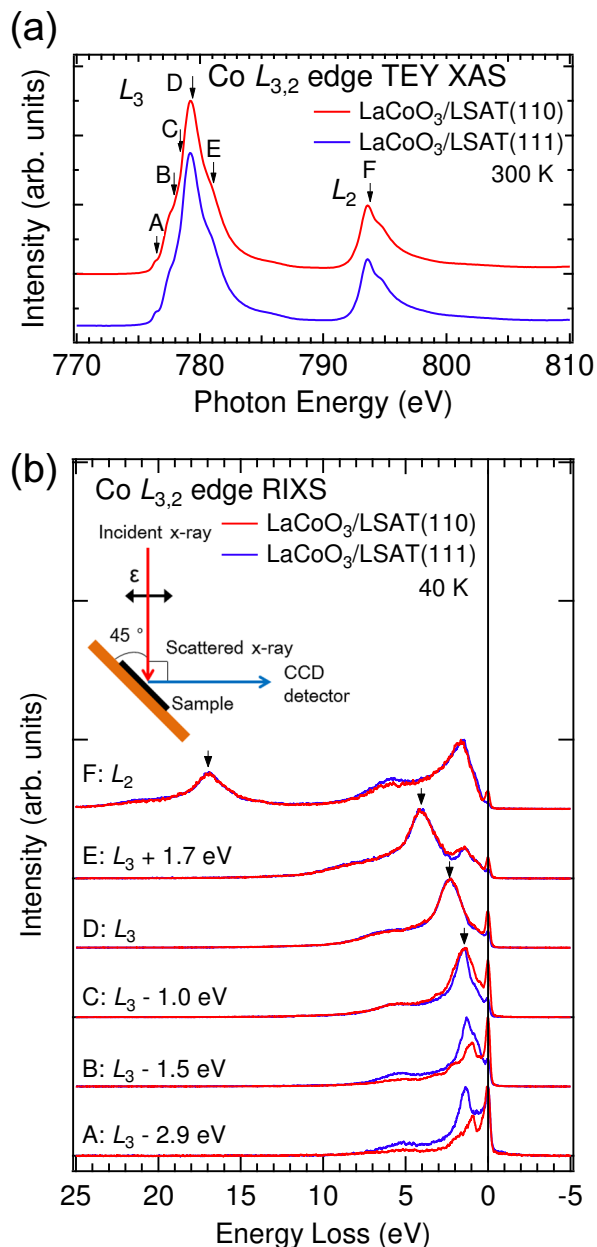 (a)
Co L3,2 edge TEY XAS
LaCoO3/LSAT(110)
LaCoO3/LSAT(111)
300 K
L3
D
C
B
A
E
F
L2
Intensity (arb. units)
770 780 790 800 810
Photon Energy (eV)
(b)
Co L3,2 edge RIXS
LaCoO3/LSAT(110)
LaCoO3/LSAT(111)
40 K
Incident x-ray
ε
45 °
Scattered x-ray
CCD
detector
Sample
F: L2
E: L3 + 1.7 eV
D: L3
C: L3 - 1.0 eV
B: L3 - 1.5 eV
A: L3 - 2.9 eV
Intensity (arb. units)
25 20 15 10 5 0 -5
Energy Loss (eV)